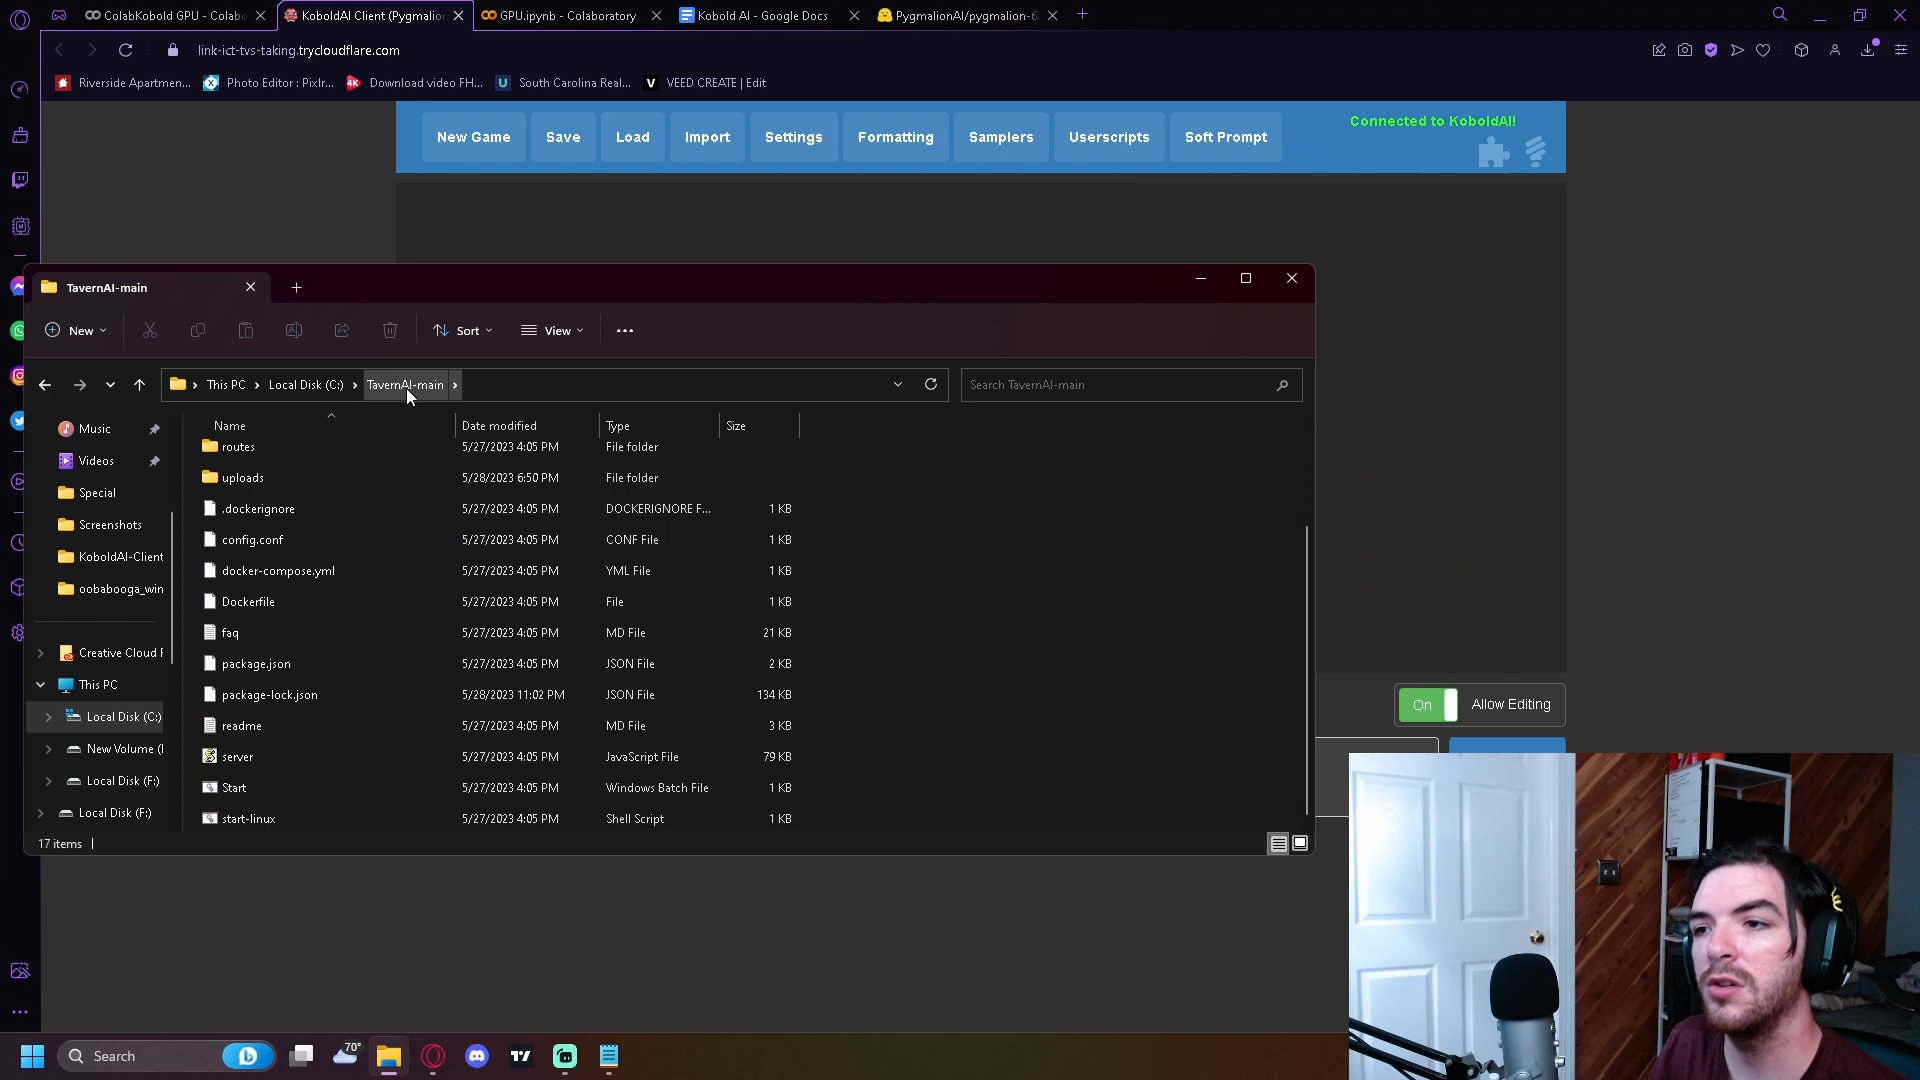 ColabKobold GPU - Colabo
KoboldAI Client (Pygmalion
GPU.ipynb - Colaboratory
Kobold AI - Google Docs
PygmalionAI/pygmalion-6
link-ict-tvs-taking.trycloudflare.com
Riverside Apartmen...
Photo Editor : Pixlr...
4K
Download video FH...
U
South Carolina Real...
V
VEED CREATE | Edit
New Game
Save
Load
Import
Settings
Formatting
Samplers
Userscripts
Soft Prompt
Connected to KoboldAI!
TavernAI-main
New
Sort
View
This PC
Local Disk (C:)
TavernAI-main
Search TavernAI-main
Name
Date modified
Type
Size
Music
Videos
Special
Screenshots
KoboldAI-Client
oobabooga_win
Creative Cloud F
This PC
Local Disk (C:)
New Volume (
Local Disk (F:)
Local Disk (F:)
routes 5/27/2023 4:05 PM File folder
uploads 5/28/2023 6:50 PM File folder
.dockerignore 5/27/2023 4:05 PM DOCKERIGNORE F... 1 KB
config.conf 5/27/2023 4:05 PM CONF File 1 KB
docker-compose.yml 5/27/2023 4:05 PM YML File 1 KB
Dockerfile 5/27/2023 4:05 PM File 1 KB
faq 5/27/2023 4:05 PM MD File 21 KB
package.json 5/27/2023 4:05 PM JSON File 2 KB
package-lock.json 5/28/2023 11:02 PM JSON File 134 KB
readme 5/27/2023 4:05 PM MD File 3 KB
server 5/27/2023 4:05 PM JavaScript File 79 KB
Start 5/27/2023 4:05 PM Windows Batch File 1 KB
start-linux 5/27/2023 4:05 PM Shell Script 1 KB
17 items
On
Allow Editing
Search
70°